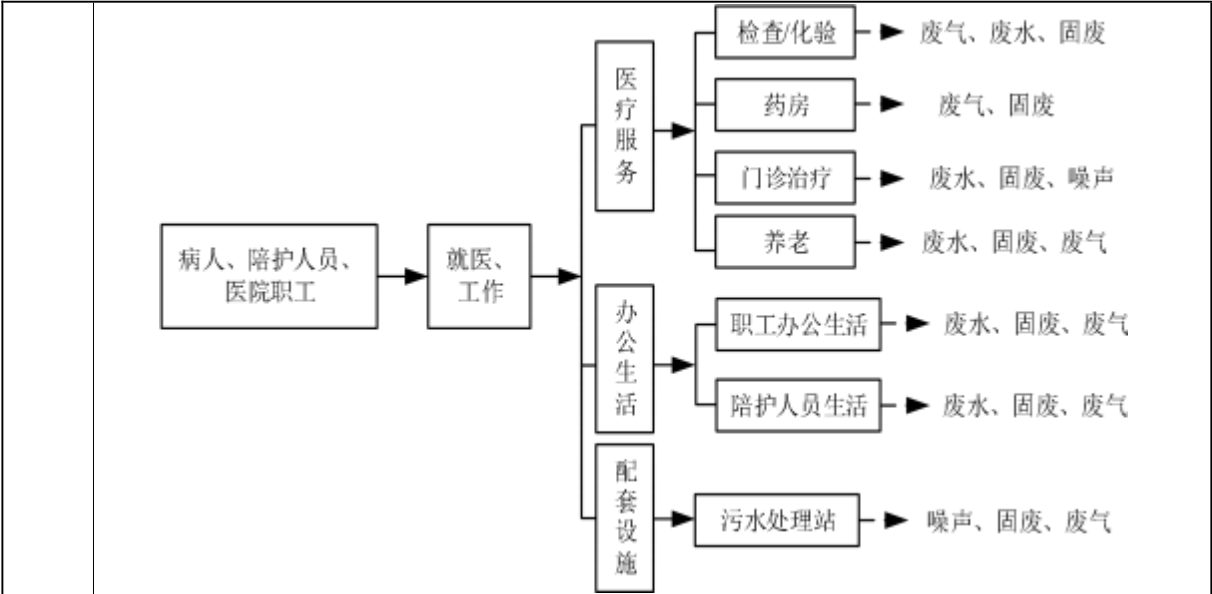 病人、陪护人员、
医院职工
就医、
工作
医疗服务
检查/化验
废气、废水、固废
药房
废气、固废
门诊治疗
废水、固废、噪声
养老
废水、固废、废气
办公生活
职工办公生活
废水、固废、废气
陪护人员生活
废水、固废、废气
配套设施
污水处理站
噪声、固废、废气